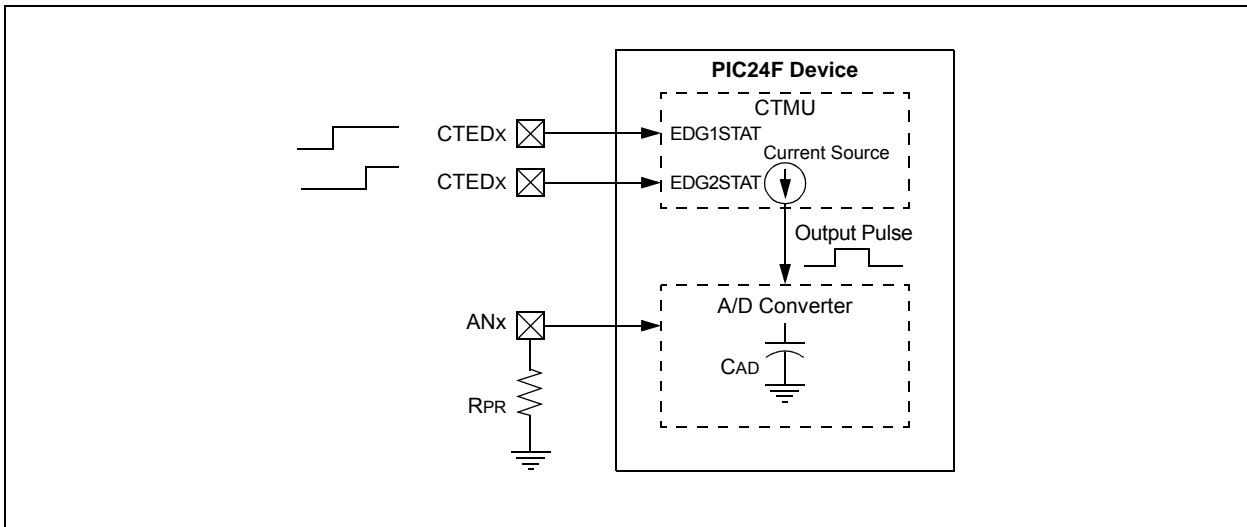 PIC24F Device
CTMU
CTEDx
EDG1STAT
Current Source
CTEDx
EDG2STAT
Output Pulse
A/D Converter
ANx
CAD
RPR